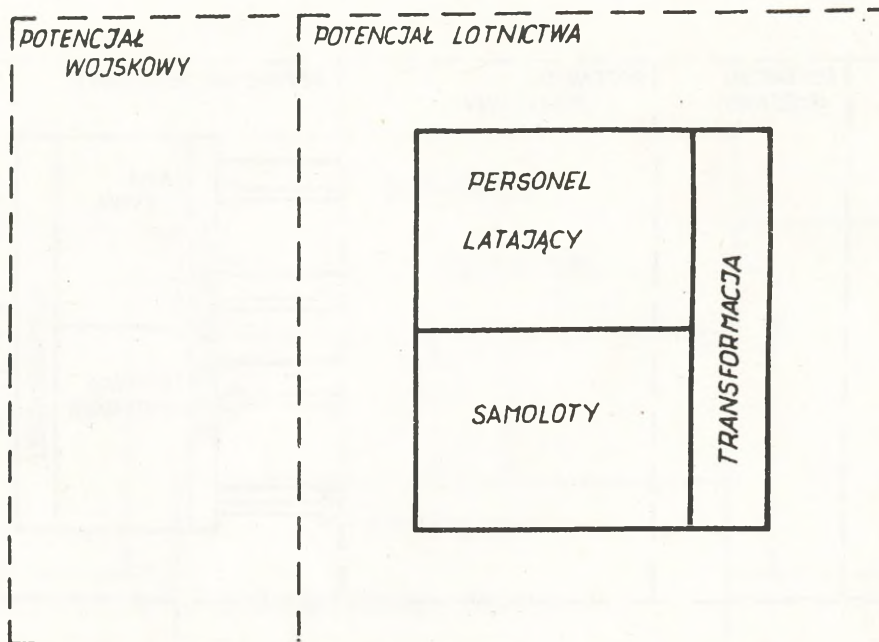 POTENCJAŁ
WOJSKOWY
POTENCJAŁ LOTNICTWA
PERSONEL
LATAJĄCY
SAMOLOTY
TRANSFORMACJA